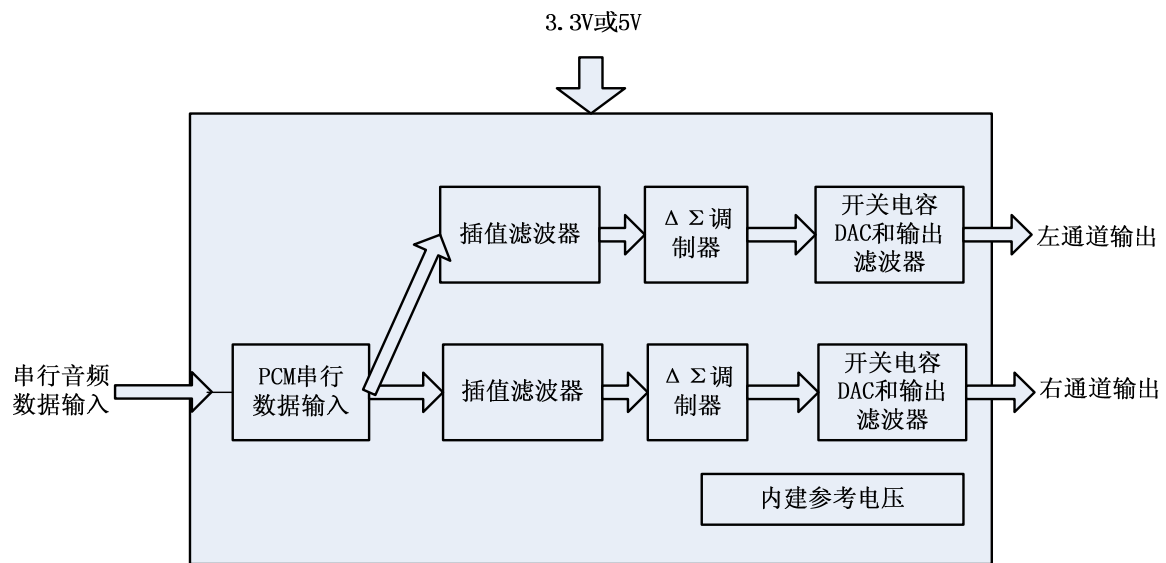 3.3V或5V
插值滤波器
ΔΣ调
制器
开关电容
DAC和输出
滤波器
左通道输出
串行音频
数据输入
PCM串行
数据输入
插值滤波器
ΔΣ调
制器
开关电容
DAC和输出
滤波器
右通道输出
内建参考电压